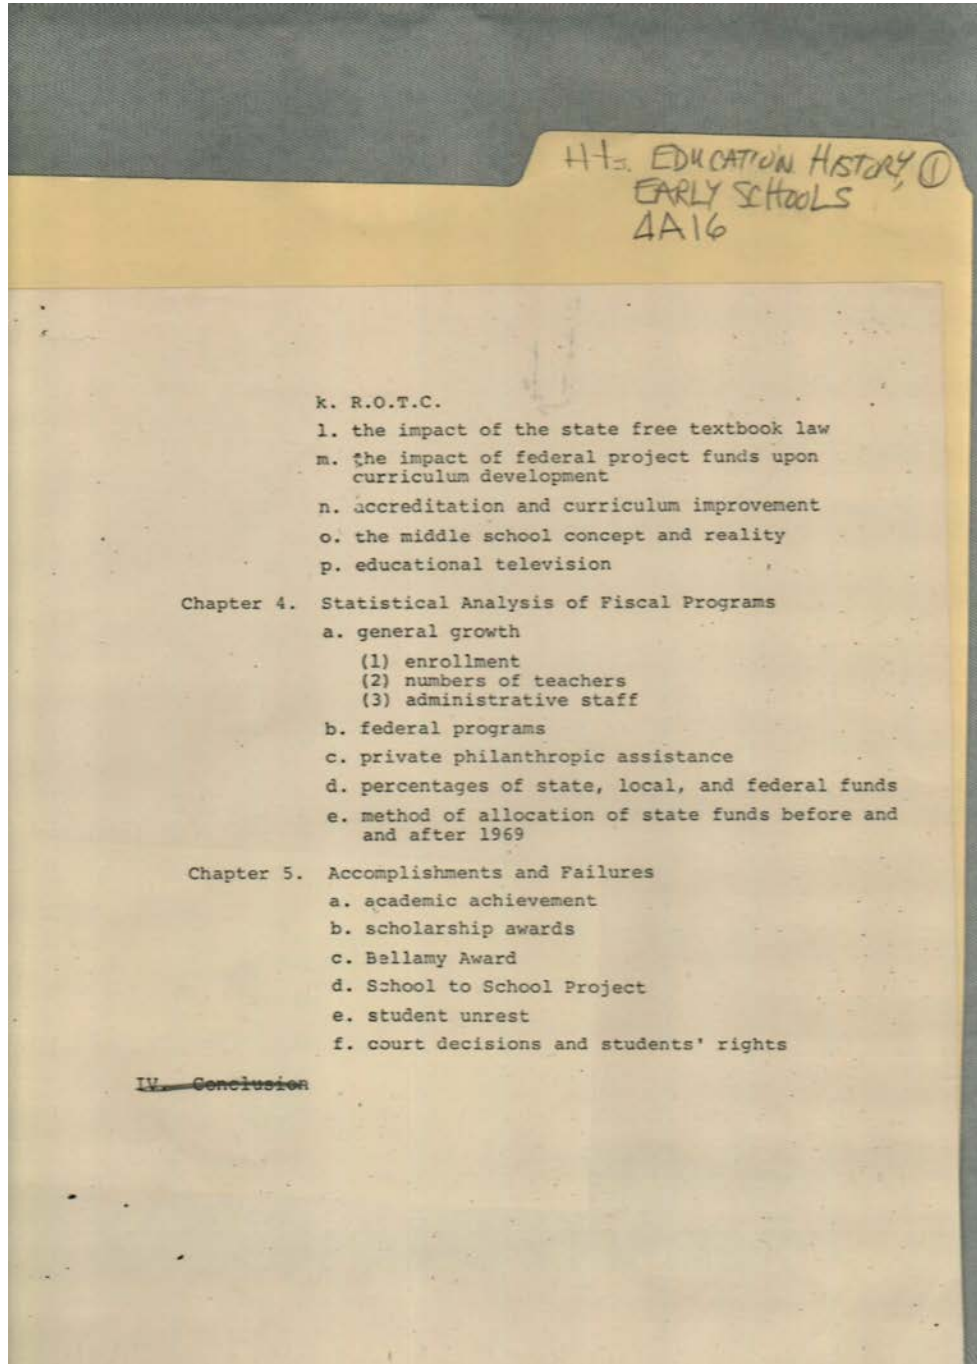 Hts. EDUCATION HISTORY, ①
EARLY SCHOOLS
4A16
k. R.O.T.C.
l. the impact of the state free textbook law
m. the impact of federal project funds upon
curriculum development
n. accreditation and curriculum improvement
o. the middle school concept and reality
p. educational television
Chapter 4. Statistical Analysis of Fiscal Programs
a. general growth
(1) enrollment
(2) numbers of teachers
(3) administrative staff
b. federal programs
c. private philanthropic assistance
d. percentages of state, local, and federal funds
e. method of allocation of state funds before and
and after 1969
Chapter 5. Accomplishments and Failures
a. academic achievement
b. scholarship awards
c. Bellamy Award
d. School to School Project
e. student unrest
f. court decisions and students' rights
IV. Conclusion